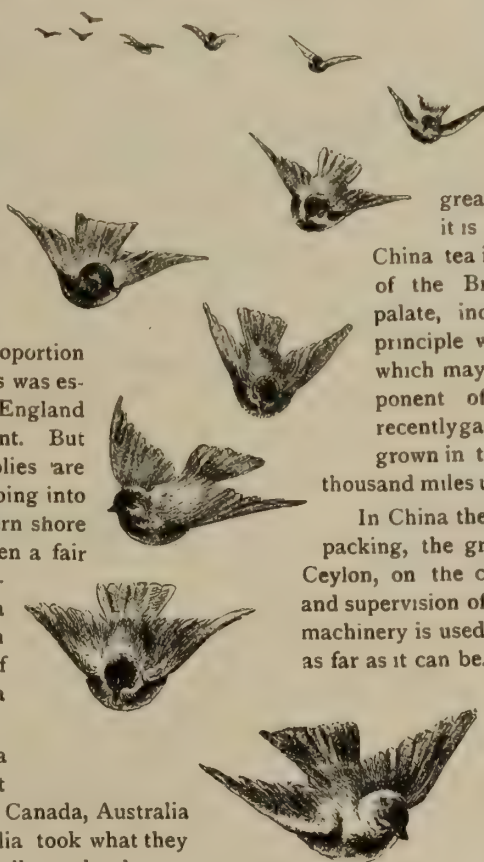 oportion
s was es-
England
nt. But
plies are
ping into
rn shore
en a fair
a
Canada, Australia
lia took what they
grea
it is
China tea i
of the Br
palate, inc
principle w
which may
ponent of
recently ga
grown in t
thousand miles u
In China the
packing, the gr
Ceylon, on the c
and supervision of
machinery is used
as far as it can be.